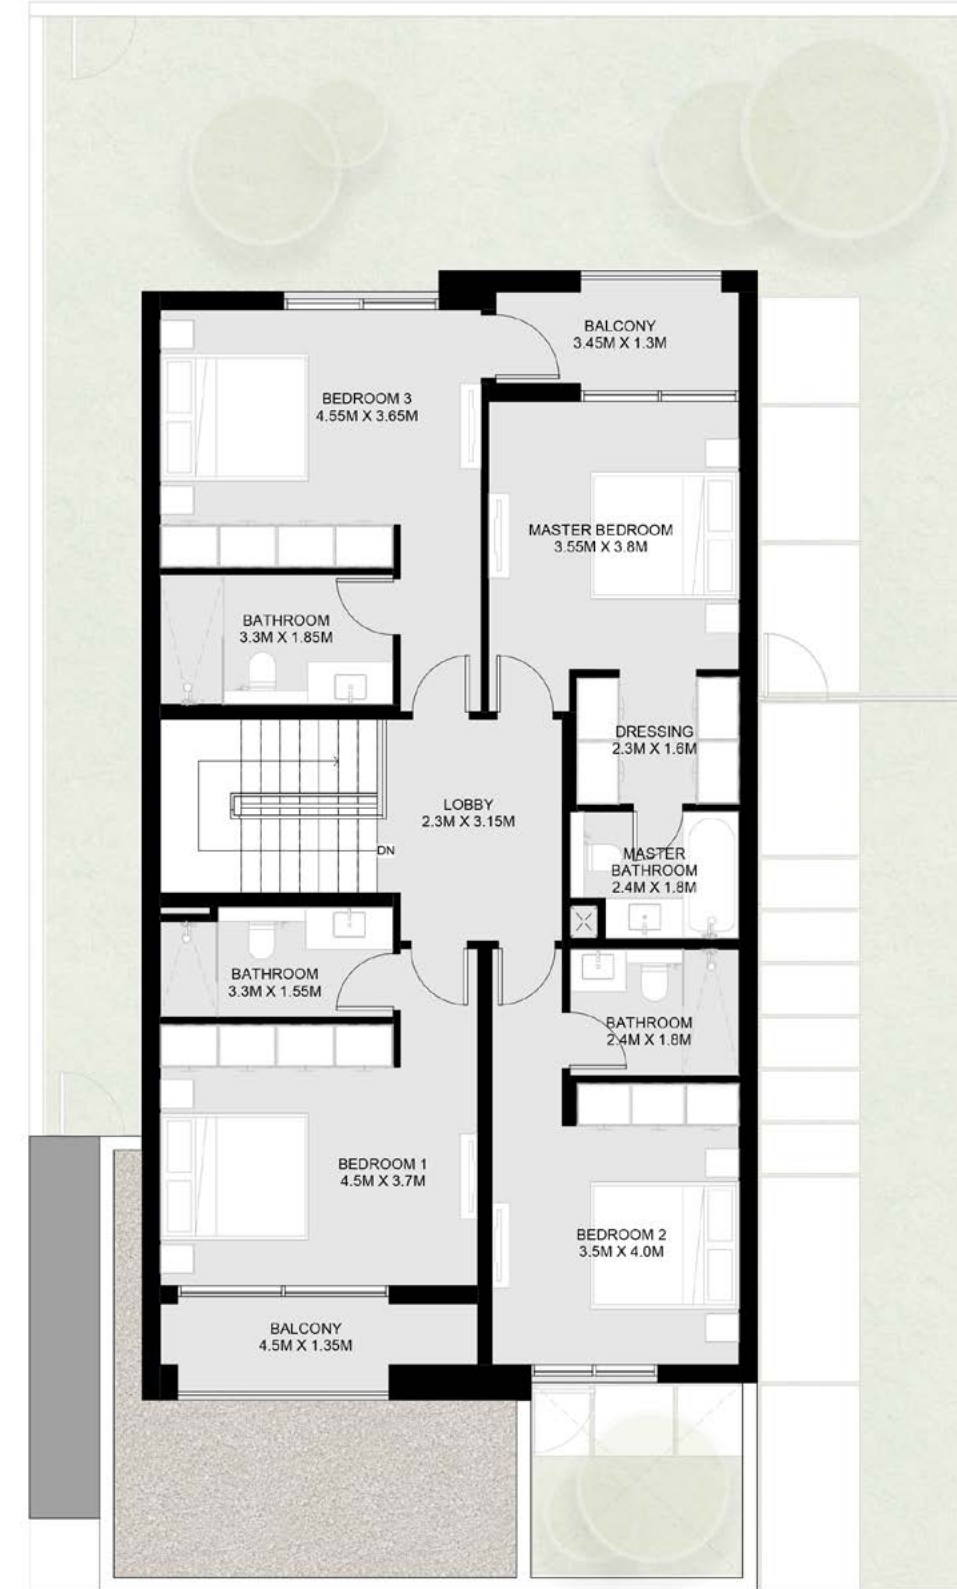 BALCONY
3.45M X 1.3M
BEDROOM 3
4.55M X 3.65M
MASTER BEDROOM
3.55M X 3.8M
BATHROOM
3.3M X 1.85M
DRESSING
2.3M X 1.6M
LOBBY
2.3M X 3.15M
DN
MASTER
BATHROOM
2.4M X 1.8M
BATHROOM
3.3M X 1.55M
BATHROOM
2.4M X 1.8M
BEDROOM 1
4.5M X 3.7M
BEDROOM 2
3.5M X 4.0M
BALCONY
4.5M X 1.35M